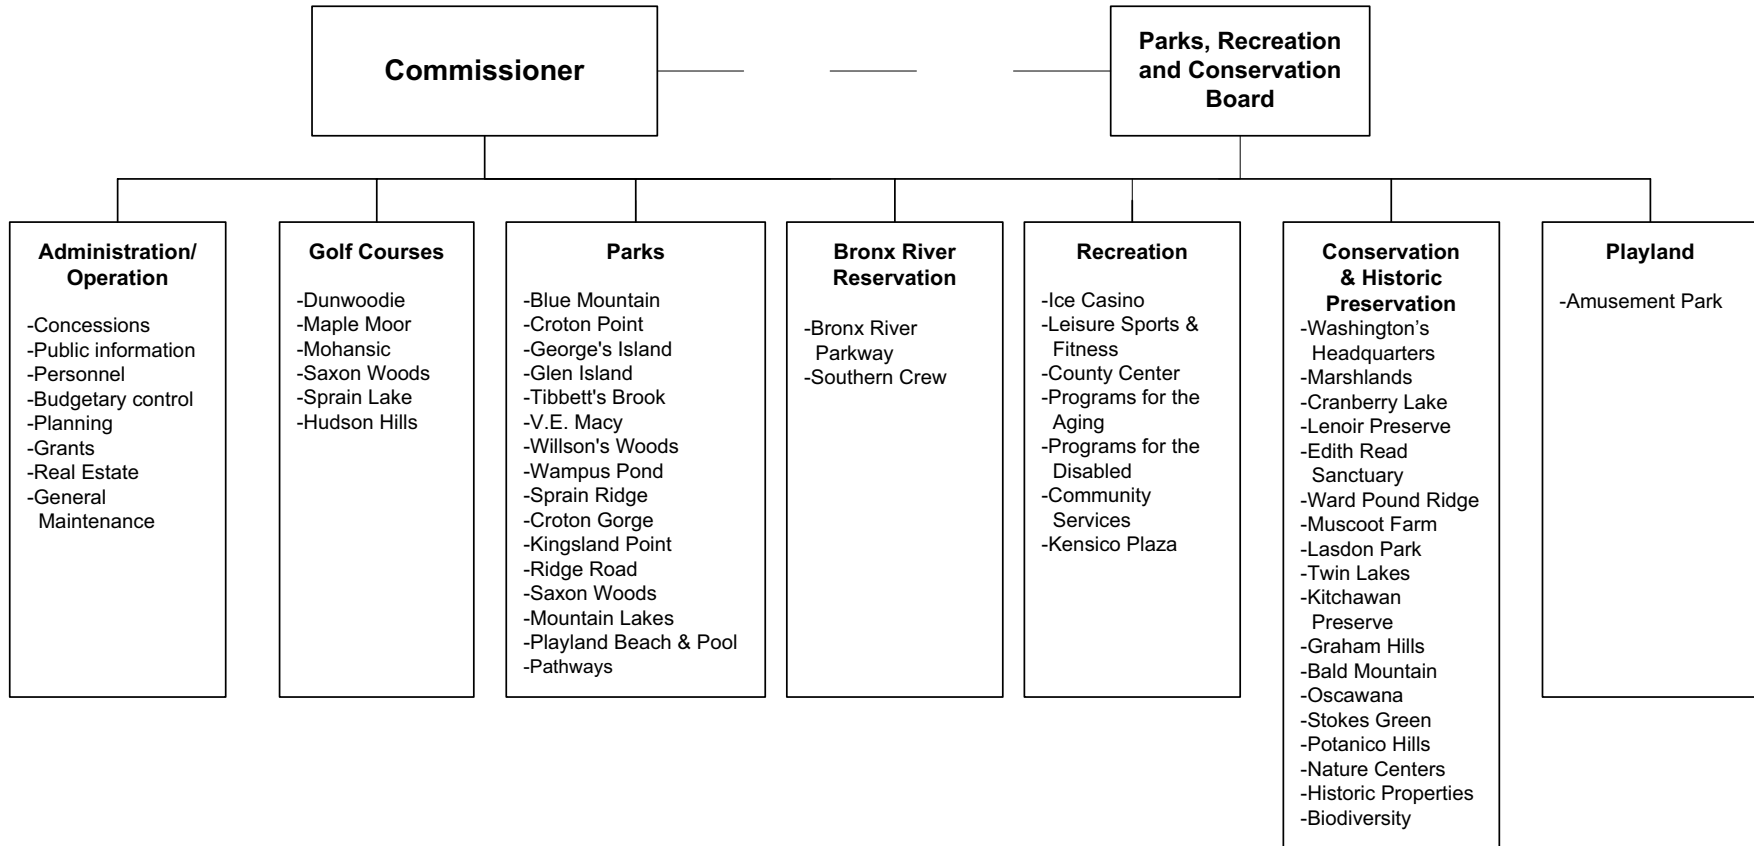 Commissioner
Parks, Recreation
and Conservation
Board
Administration/
Operation
-Concessions
-Public information
-Personnel
-Budgetary control
-Planning
-Grants
-Real Estate
-General
Maintenance
Golf Courses
-Dunwoodie
-Maple Moor
-Mohansic
-Saxon Woods
-Sprain Lake
-Hudson Hills
Parks
-Blue Mountain
-Croton Point
-George's Island
-Glen Island
-Tibbett's Brook
-V.E. Macy
-Willson's Woods
-Wampus Pond
-Sprain Ridge
-Croton Gorge
-Kingsland Point
-Ridge Road
-Saxon Woods
-Mountain Lakes
-Playland Beach & Pool
-Pathways
Bronx River
Reservation
-Bronx River
Parkway
-Southern Crew
Recreation
-Ice Casino
-Leisure Sports &
Fitness
-County Center
-Programs for the
Aging
-Programs for the
Disabled
-Community
Services
-Kensico Plaza
Conservation
& Historic
Preservation
-Washington’s
Headquarters
-Marshlands
-Cranberry Lake
-Lenoir Preserve
-Edith Read
Sanctuary
-Ward Pound Ridge
-Muscoot Farm
-Lasdon Park
-Twin Lakes
-Kitchawan
Preserve
-Graham Hills
-Bald Mountain
-Oscawana
-Stokes Green
-Potanico Hills
-Nature Centers
-Historic Properties
-Biodiversity
Playland
-Amusement Park